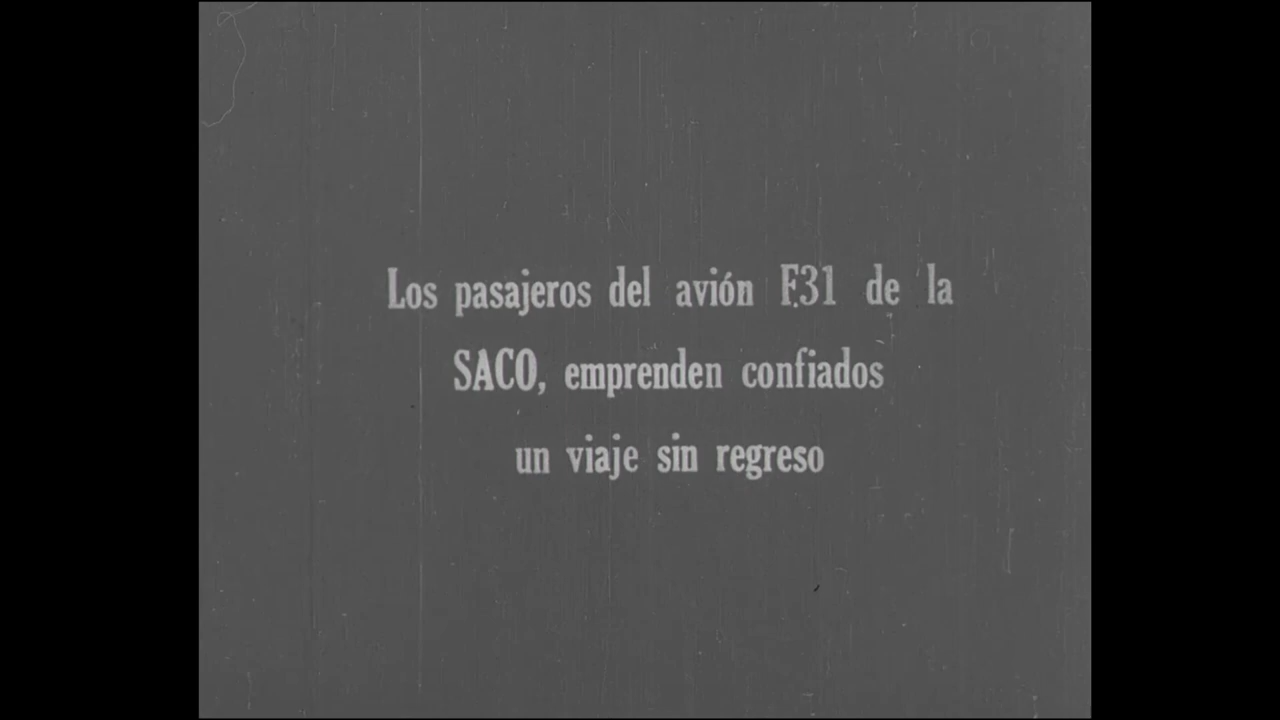 Los pasajeros del avión F.31 de la
SACO, emprenden confiados
un viaje sin regreso